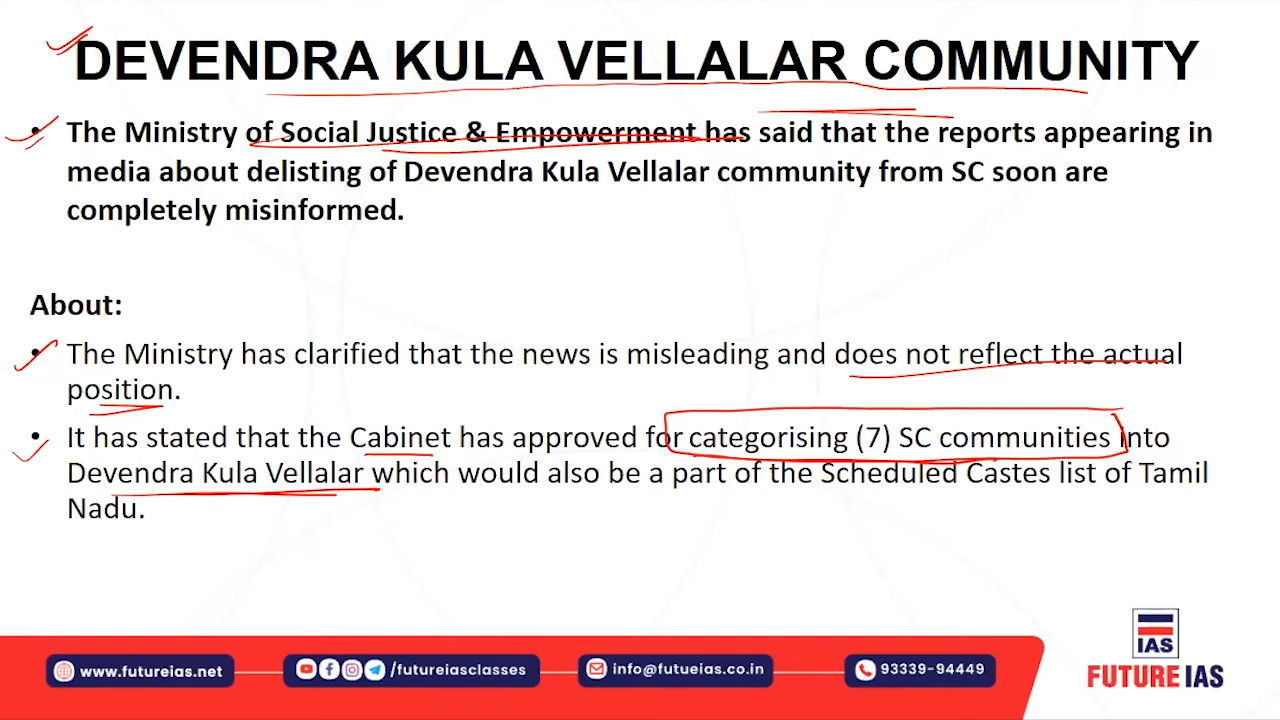 DEVENDRA KULA VELLALAR COMMUNITY
• The Ministry of Social Justice & Empowerment has said that the reports appearing in
media about delisting of Devendra Kula Vellalar community from SC soon are
completely misinformed.
About:
• The Ministry has clarified that the news is misleading and does not reflect the actual
position.
• It has stated that the Cabinet has approved for categorising (7) SC communities into
Devendra Kula Vellalar which would also be a part of the Scheduled Castes list of Tamil
Nadu.
www.futureias.net
/futureiasclasses
info@futueias.co.in
93339-94449
IAS
FUTURE IAS